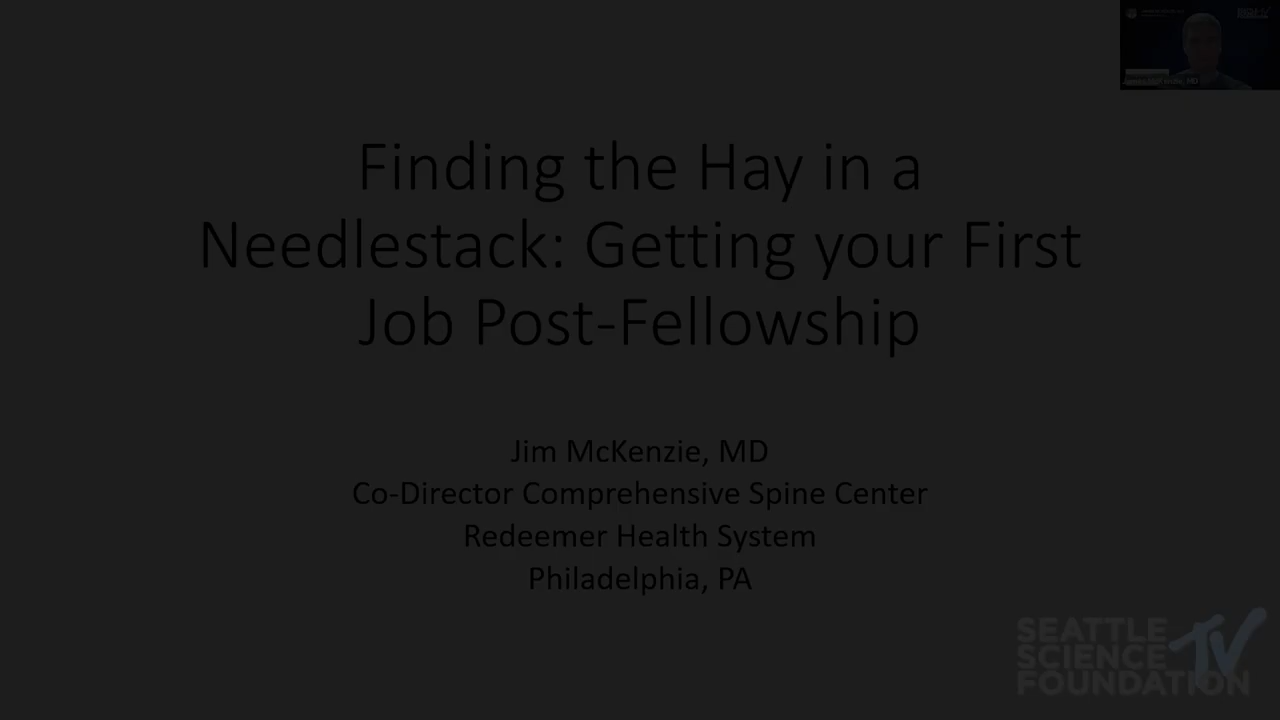 Finding the Hay in a
Needlestack: Getting your First
Job Post-Fellowship
Jim McKenzie, MD
Co-Director Comprehensive Spine Center
Redeemer Health System
Philadelphia, PA
SEATTLE
SCIENCE
FOUNDATION
TV